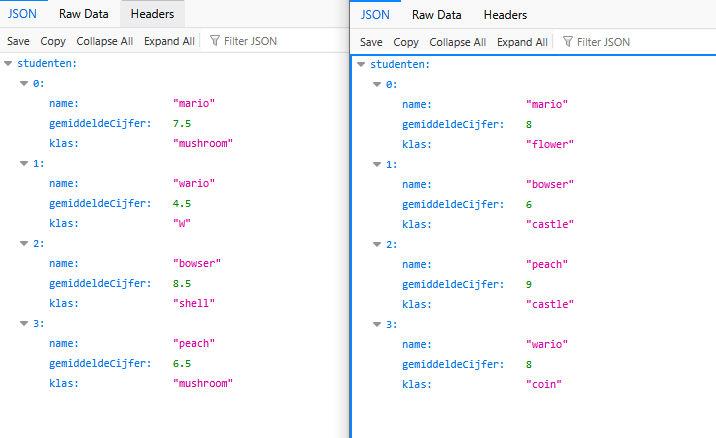 JSON Raw Data Headers
Save Copy Collapse All Expand All Filter JSON
studenten:
0:
name: "mario"
gemiddeldeCijfer: 7.5
klas: "mushroom"
1:
name: "wario"
gemiddeldeCijfer: 4.5
klas: "W"
2:
name: "bowser"
gemiddeldeCijfer: 8.5
klas: "shell"
3:
name: "peach"
gemiddeldeCijfer: 6.5
klas: "mushroom"
JSON Raw Data Headers
Save Copy Collapse All Expand All Filter JSON
studenten:
0:
name: "mario"
gemiddeldeCijfer: 8
klas: "flower"
1:
name: "bowser"
gemiddeldeCijfer: 6
klas: "castle"
2:
name: "peach"
gemiddeldeCijfer: 9
klas: "castle"
3:
name: "wario"
gemiddeldeCijfer: 8
klas: "coin"